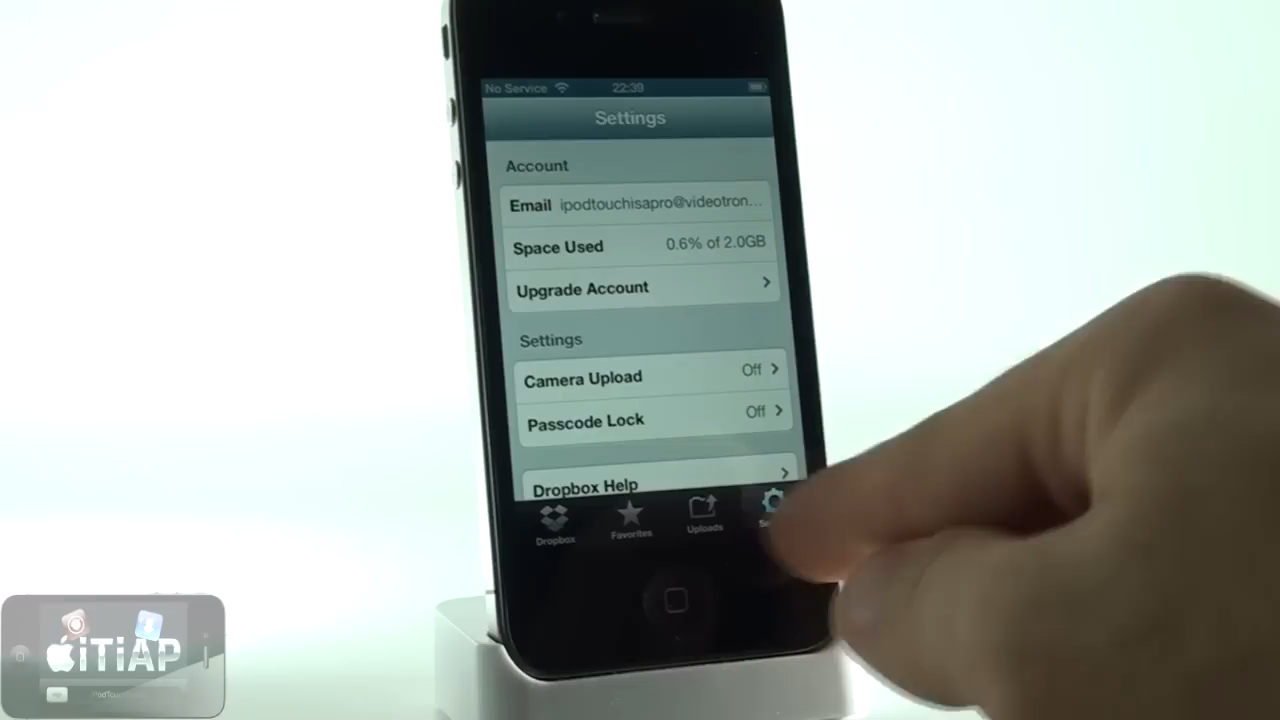 No Service 22:39
Settings
Account
Email ipodtouchisapro@videotron...
Space Used 0.6% of 2.0GB
Upgrade Account
Settings
Camera Upload Off
Passcode Lock Off
Dropbox Help
Dropbox Favorites Uploads
iTiAP